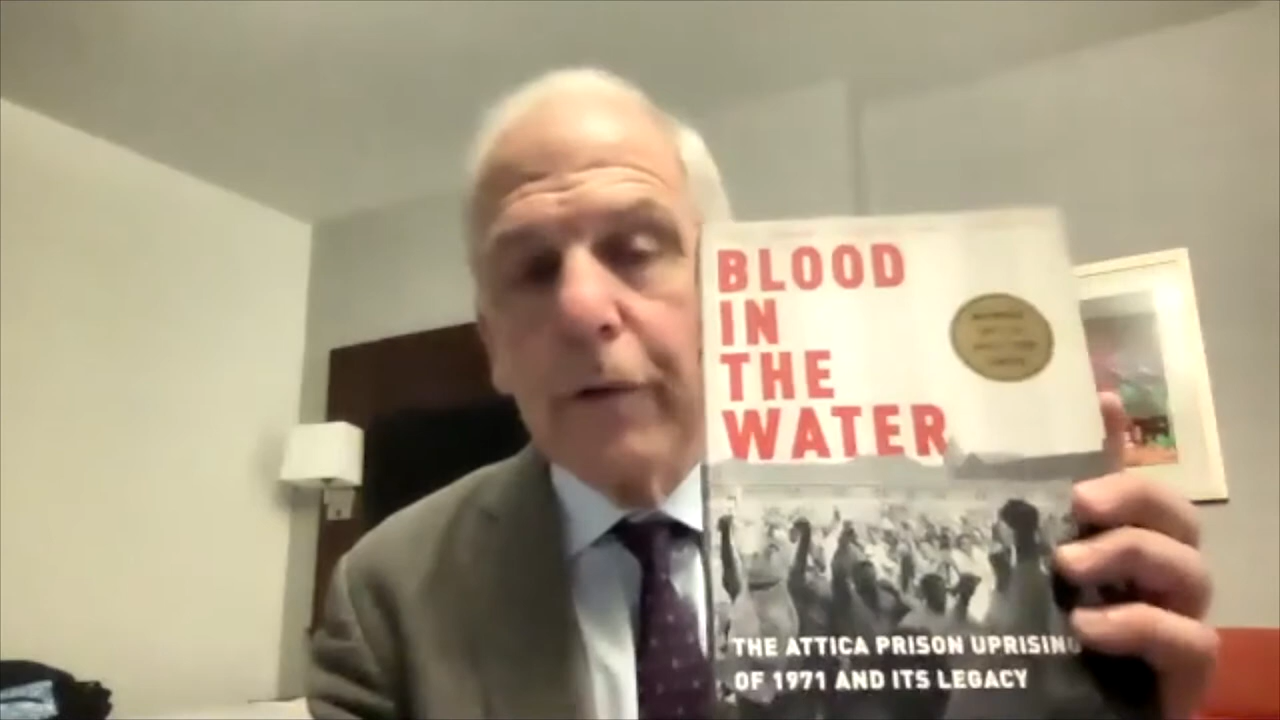 BLOOD
IN
THE
WATER
THE ATTICA PRISON UPRISING
OF 1971 AND ITS LEGACY